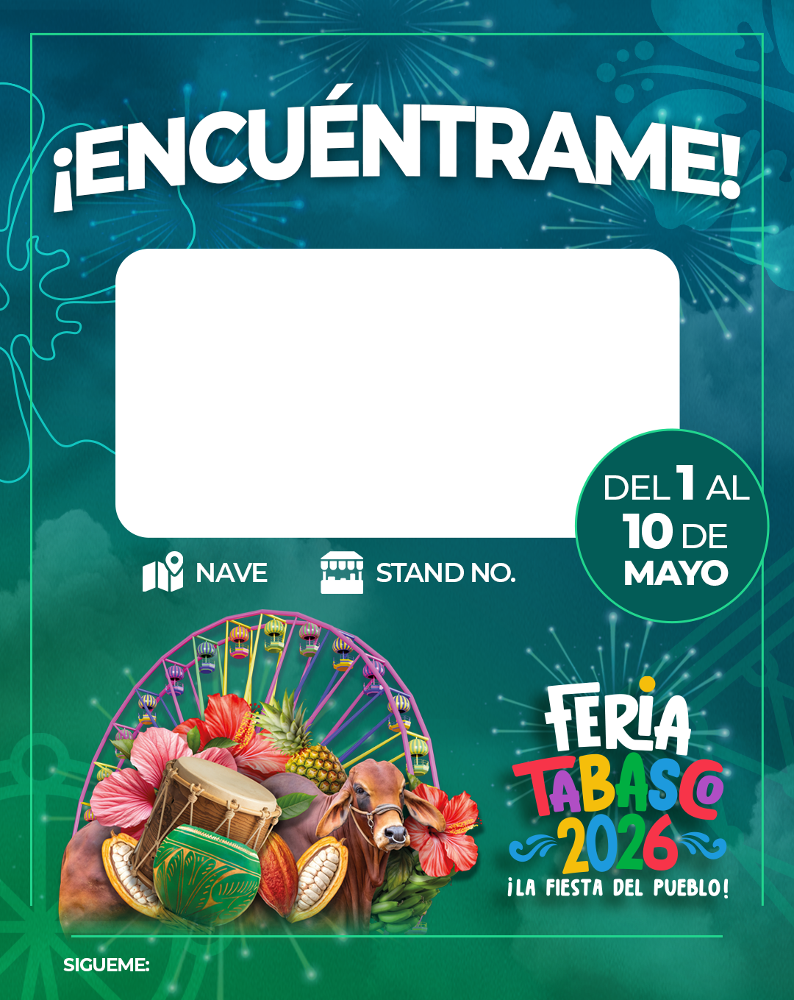 ¡ENCUÉNTRAME!
DEL 1 AL
10 DE
MAYO
NAVE
STAND NO.
FERIA
TABASCO
2026
¡LA FIESTA DEL PUEBLO!
SIGUEME: